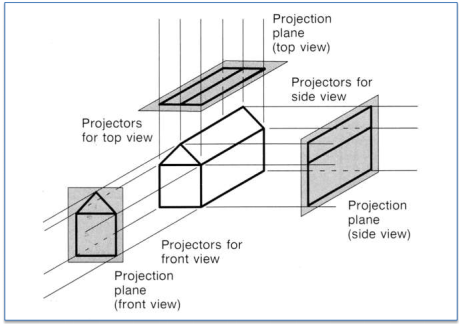 Projection
plane
(top view)
Projectors for
side view
Projectors
for top view
Projection
plane
(side view)
Projectors for
front view
Projection
plane
(front view)